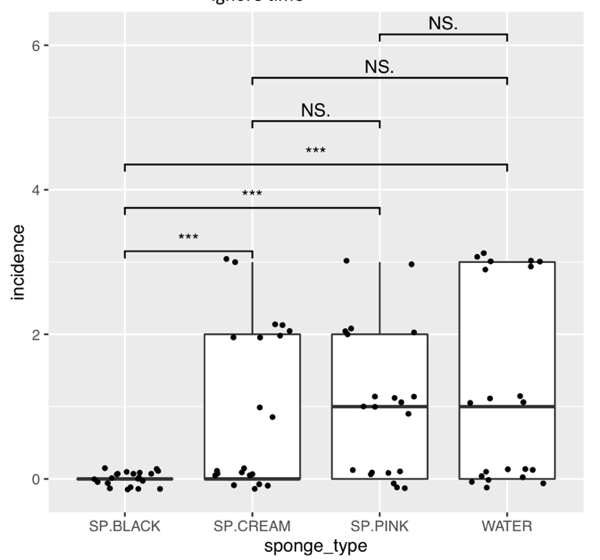 NS.
6
NS.
NS.
***
4
***
***
incidence
2
0
SP.BLACK SP.CREAM SP.PINK WATER
sponge_type